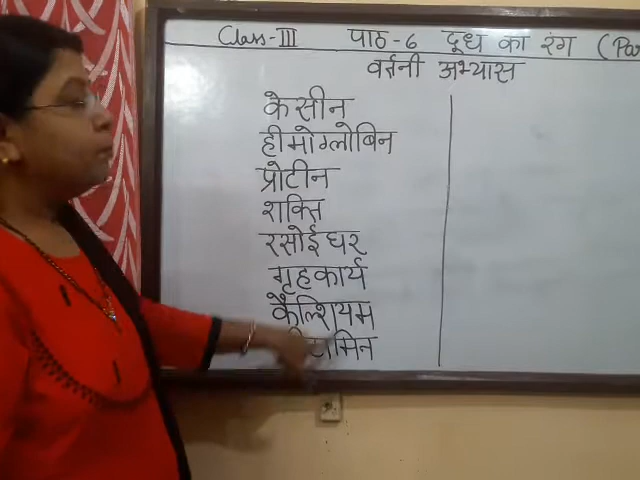 Class-III पाठ-6 दूध का रंग (Par
वर्तनी अभ्यास
केसीन
हीमोग्लोबिन
प्रोटीन
शक्ति
रसोईघर
गृहकार्य
कैल्शियम